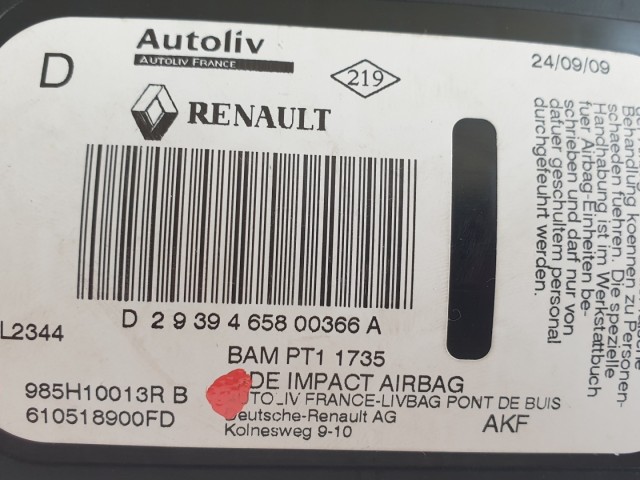 Autoliv
AUTOLIV FRANCE
D
219
24/09/09
RENAULT
D 2 9 39 4 658 00366 A
L2344
BAM PT1 1735
985H10013R B
DE IMPACT AIRBAG
610518900FD
AUTO_IV FRANCE-LIVBAG PONT DE BUIS
Deutsche-Renault AG
AKF
Kolnesweg 9-10
Behandlung koennen zu Personen-
schaeden fuehren. Die spezielle
Handhabung ist im Werkstattbuch
fuer Airbag-Einheiten be-
schrieben und darf nur von
datuer geschultem personal
durchgefeuhrt werden.